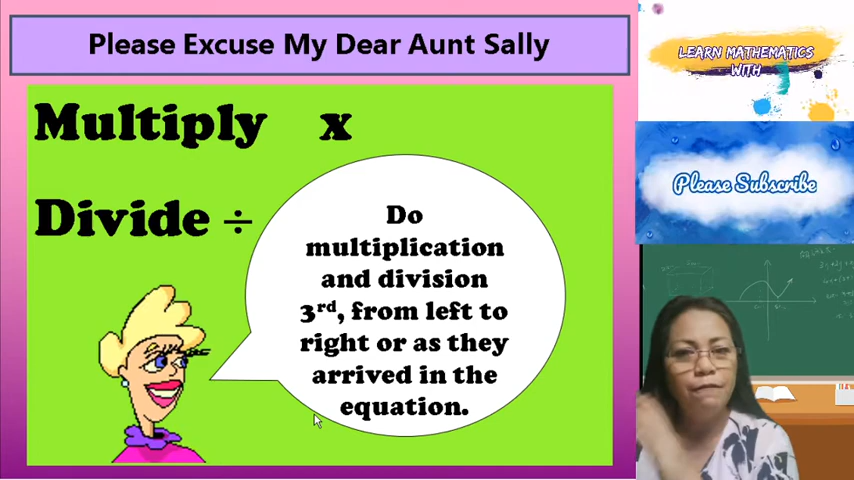 Please Excuse My Dear Aunt Sally
Multiply x
Divide ÷
Do
multiplication
and division
3rd, from left to
right or as they
arrived in the
equation.
LEARN MATHEMATICS
WITH
Please Subscribe